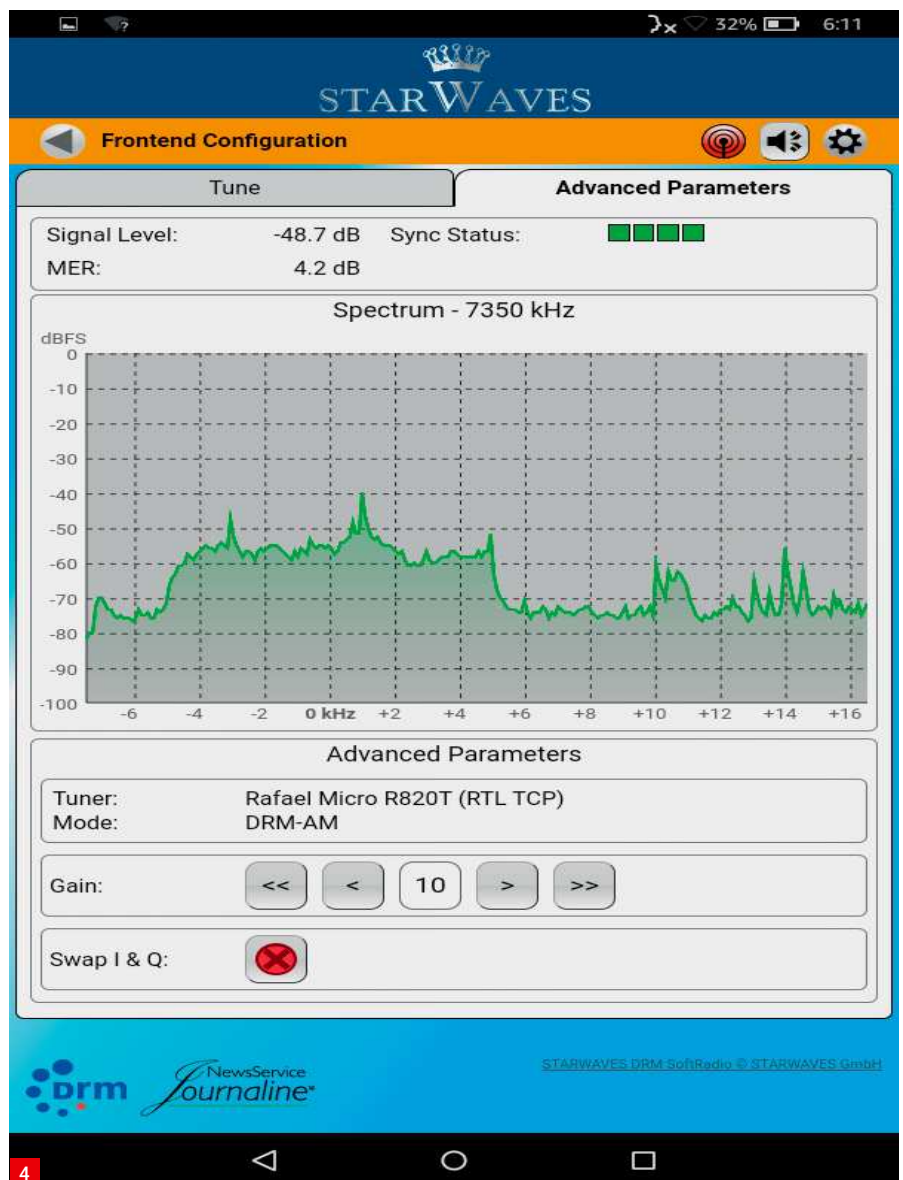 ? 32% 6:11
STARWAVES
Frontend Configuration
Tune Advanced Parameters
Signal Level: -48.7 dB Sync Status:
MER: 4.2 dB
Spectrum - 7350 kHz
dBFS
0
-10
-20
-30
-40
-50
-60
-70
-80
-90
-100
-6 -4 -2 0 kHz +2 +4 +6 +8 +10 +12 +14 +16
Advanced Parameters
Tuner: Rafael Micro R820T (RTL TCP)
Mode: DRM-AM
Gain: << < 10 > >>
Swap I & Q:
STARWAVES DRM SoftRadio © STARWAVES GmbH
Drm NewsService
Journaline®
4